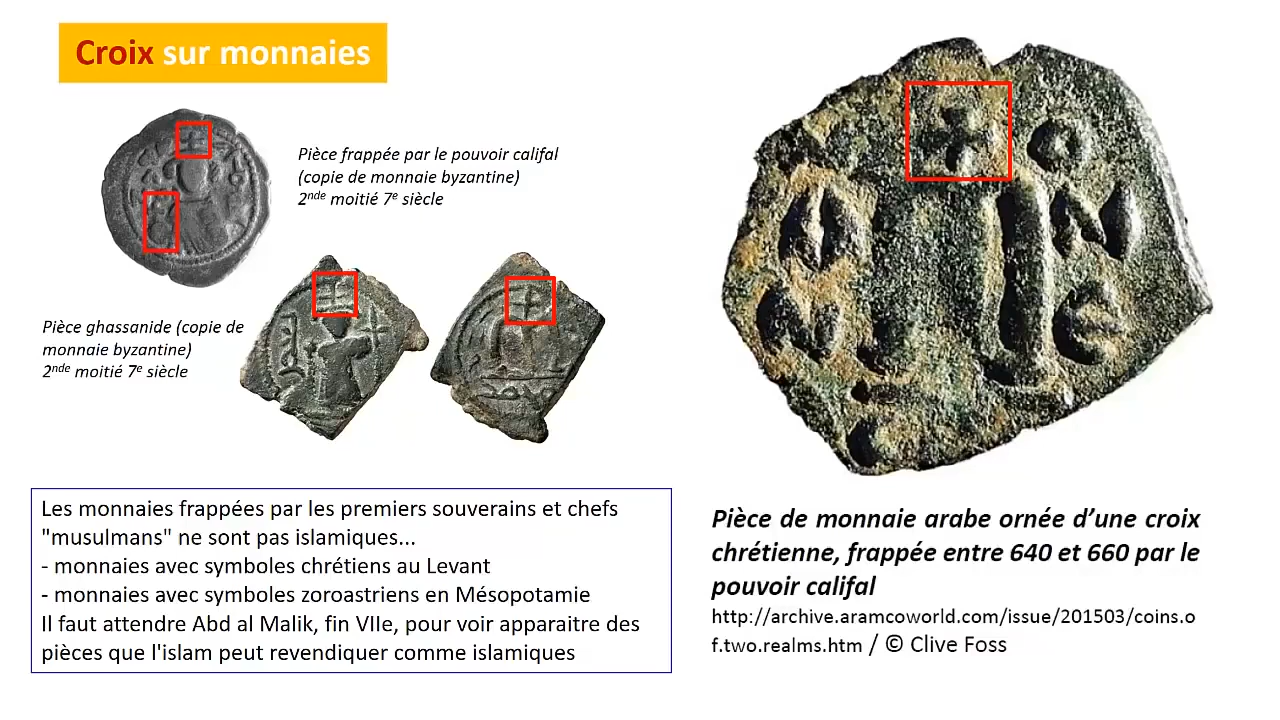 Croix sur monnaies
Pièce frappée par le pouvoir califal
(copie de monnaie byzantine)
2nde moitié 7e siècle
Pièce ghassanide (copie de
monnaie byzantine)
2nde moitié 7e siècle
Les monnaies frappées par les premiers souverains et chefs
"musulmans" ne sont pas islamiques...
- monnaies avec symboles chrétiens au Levant
- monnaies avec symboles zoroastriens en Mésopotamie
Il faut attendre Abd al Malik, fin VIIe, pour voir apparaitre des
pièces que l'islam peut revendiquer comme islamiques
Pièce de monnaie arabe ornée d’une croix
chrétienne, frappée entre 640 et 660 par le
pouvoir califal
http://archive.aramcoworld.com/issue/201503/coins.o
f.two.realms.htm / © Clive Foss